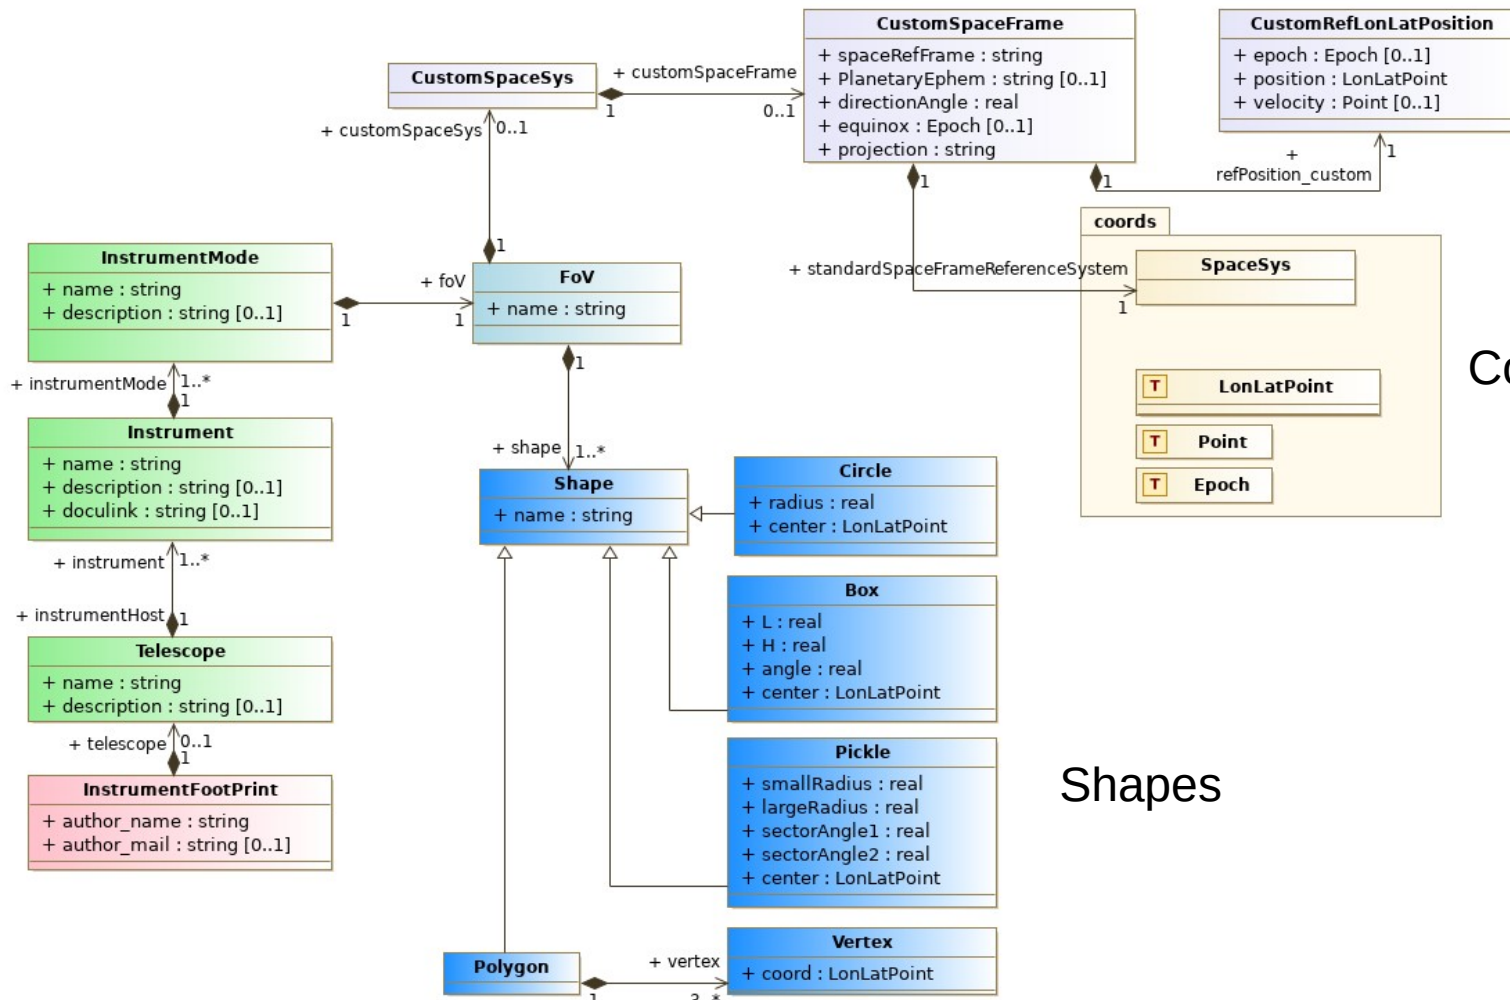 CustomSpaceFrame
+ spaceRefFrame : string
+ PlanetaryEphem : string [0..1]
+ directionAngle : real
+ equinox : Epoch [0..1]
+ projection : string
CustomRefLonLatPosition
+ epoch : Epoch [0..1]
+ position : LonLatPoint
+ velocity : Point [0..1]
CustomSpaceSys
+ customSpaceFrame
1
0..1
+ customSpaceSys
0..1
1
1
1
+
refPosition_custom
1
coords
SpaceSys
+ standardSpaceFrameReferenceSystem
1
T LonLatPoint
T Point
T Epoch
InstrumentMode
+ name : string
+ description : string [0..1]
+ foV
1
1
FoV
+ name : string
1
+ shape
1..*
+ instrumentMode
1..*
1
Instrument
+ name : string
+ description : string [0..1]
+ doculink : string [0..1]
+ instrument
1..*
+ instrumentHost
1
Telescope
+ name : string
+ description : string [0..1]
+ telescope
0..1
1
InstrumentFootPrint
+ author_name : string
+ author_mail : string [0..1]
Shape
+ name : string
Circle
+ radius : real
+ center : LonLatPoint
Box
+ L : real
+ H : real
+ angle : real
+ center : LonLatPoint
Pickle
+ smallRadius : real
+ largeRadius : real
+ sectorAngle1 : real
+ sectorAngle2 : real
+ center : LonLatPoint
Shapes
Polygon
1
+ vertex
3..*
Vertex
+ coord : LonLatPoint